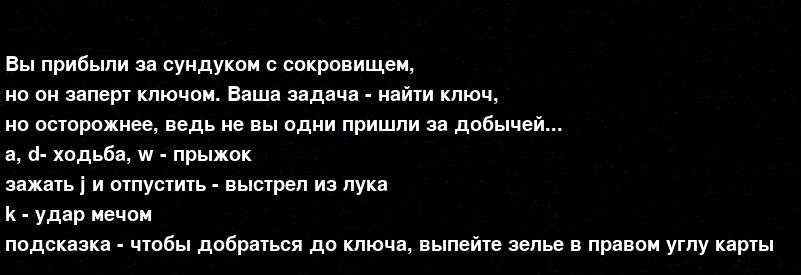 Вы прибыли за сундуком с сокровищем,
но он заперт ключом. Ваша задача - найти ключ,
но осторожнее, ведь не вы одни пришли за добычей...
a, d- ходьба, w - прыжок
зажать j и отпустить - выстрел из лука
k - удар мечом
подсказка - чтобы добраться до ключа, выпейте зелье в правом углу карты